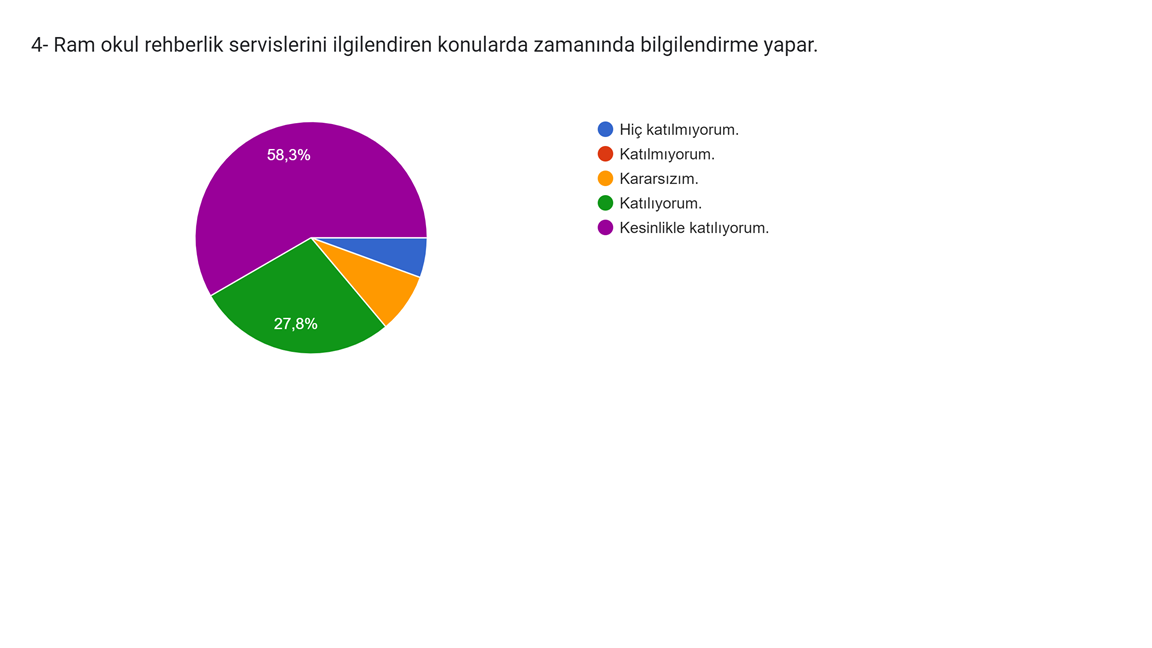 4- Ram okul rehberlik servislerini ilgilendiren konularda zamanında bilgilendirme yapar.
58,3%
27,8%
Hiç katılmıyorum.
Katılmıyorum.
Kararsızım.
Katılıyorum.
Kesinlikle katılıyorum.